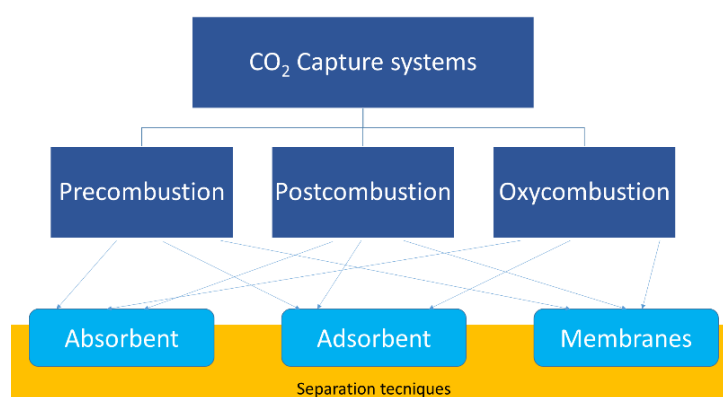 CO₂ Capture systems
Precombustion
Postcombustion
Oxycombustion
Absorbent
Adsorbent
Membranes
Separation tecniques